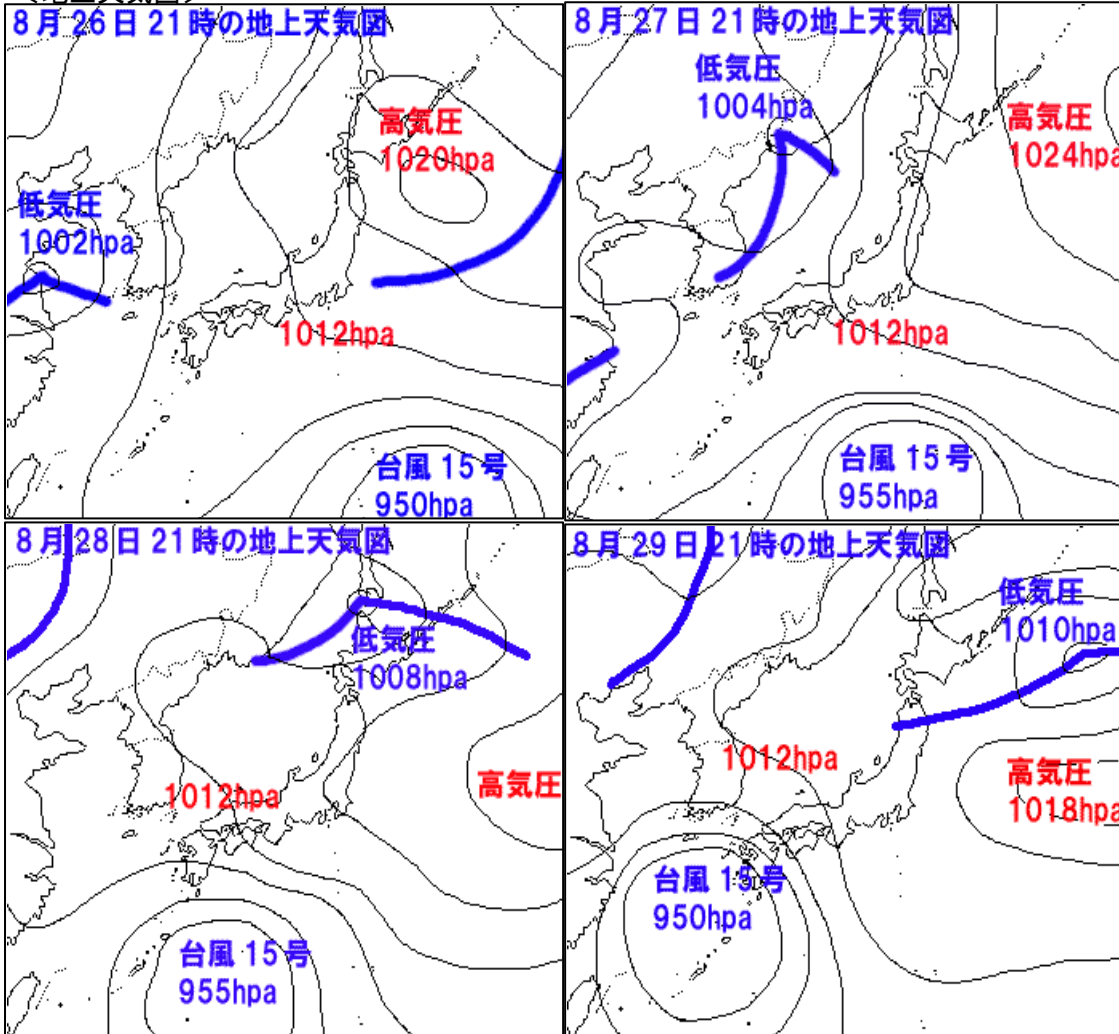 8月26日21時の地上天気図
高気圧
1020hpa
低気圧
1002hpa
1012hpa
台風15号
950hpa
8月27日21時の地上天気図
低気圧
1004hpa
高気圧
1024hpa
1012hpa
台風15号
955hpa
8月28日21時の地上天気図
低気圧
1008hpa
1012hpa
高気圧
台風15号
955hpa
8月29日21時の地上天気図
低気圧
1010hpa
1012hpa
高気圧
1018hpa
台風15号
950hpa